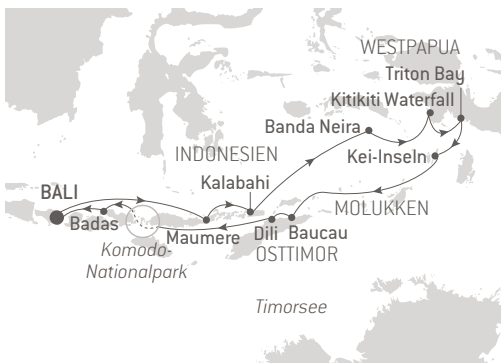 WESTPAPUA
Triton Bay
Kitikiti Waterfall
Banda Neira
Kei-Inseln
INDONESIEN
Kalabahi
BALI
MOLUKKEN
Badas
Maumere
Dili
Baucau
Komodo-
Nationalpark
OSTTIMOR
Timorsee